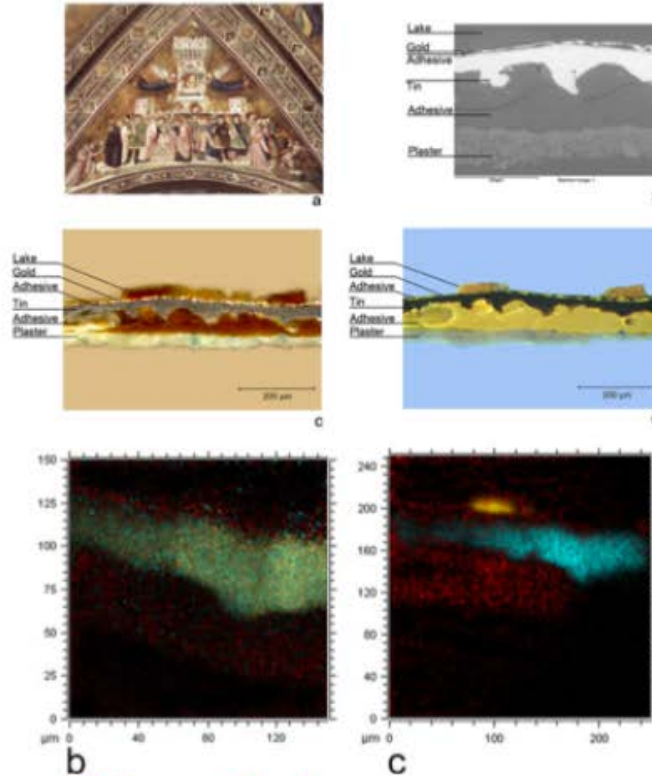 Lake
Gold
Adhesive
Tin
Adhesive
Plaster
a
Lake
Gold
Adhesive
Tin
Adhesive
Plaster
200 µm
c
Lake
Gold
Adhesive
Tin
Adhesive
Plaster
200 µm
150
125
100
75
50
25
0
µm 0 40 80 120
b
240
200
160
120
80
40
0
0 100 200
µm
c